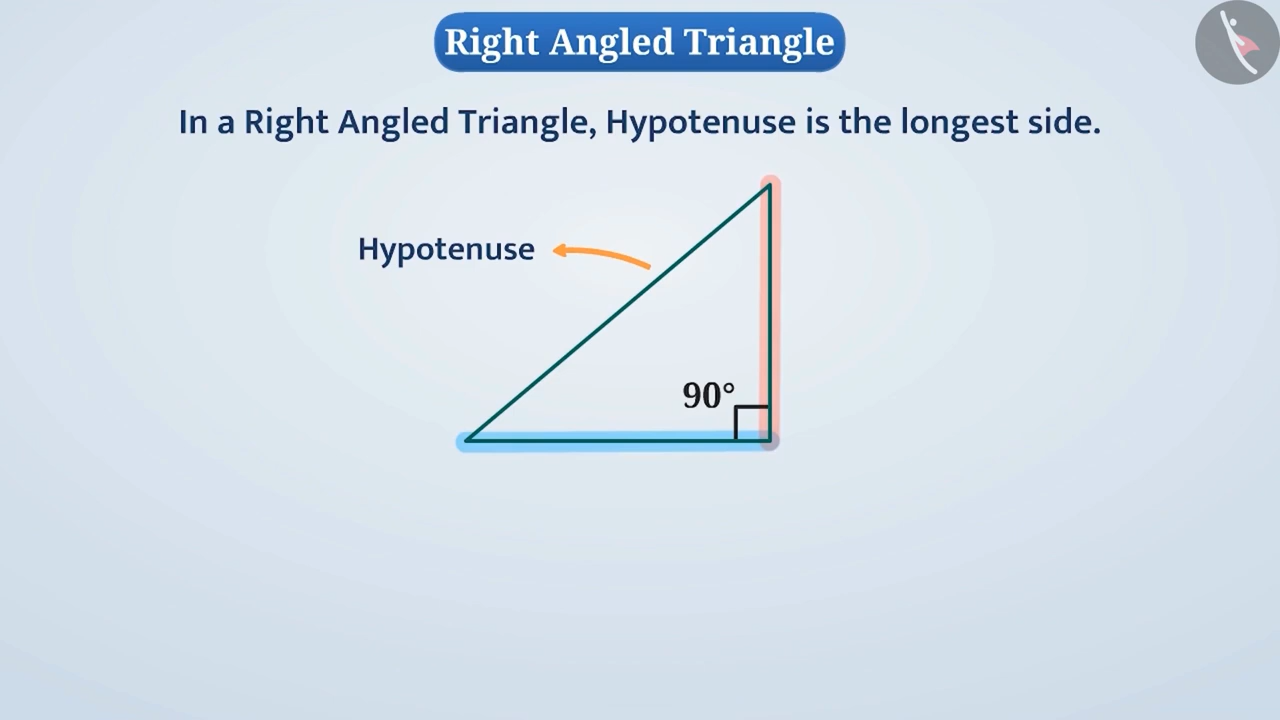 Right Angled Triangle
In a Right Angled Triangle, Hypotenuse is the longest side.
Hypotenuse
90°